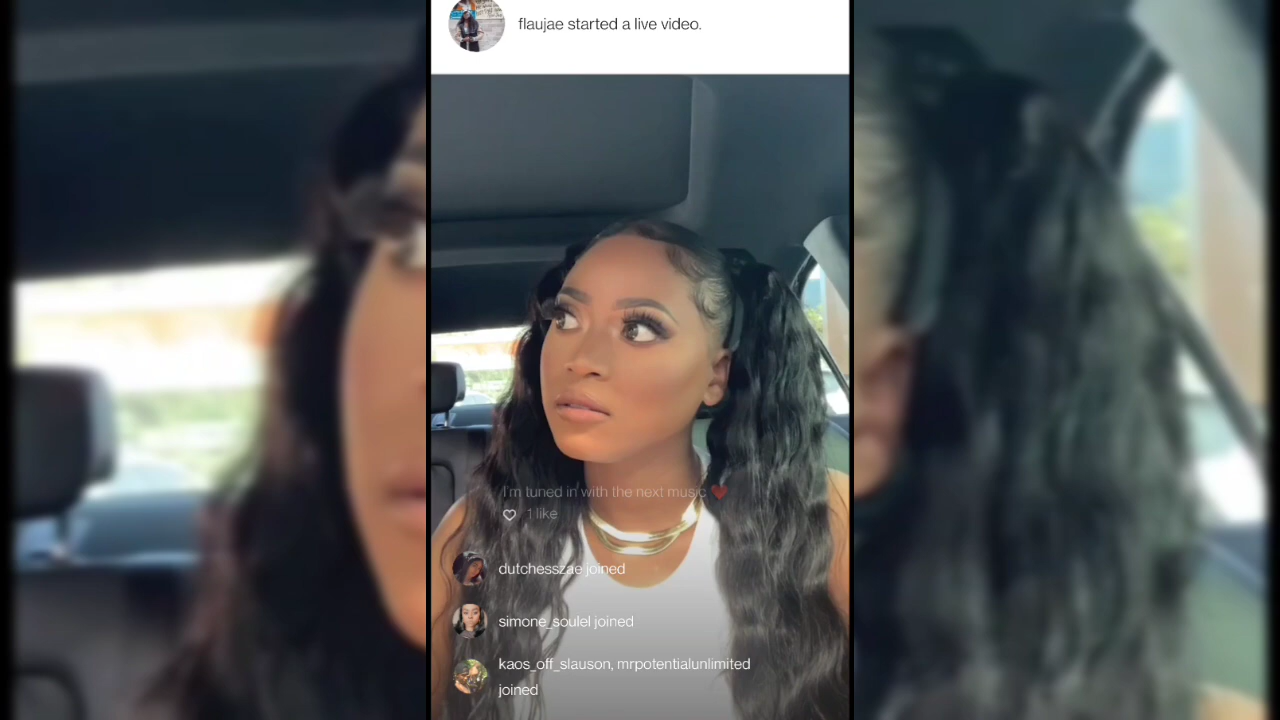 flaujae started a live video.
I'm tuned in with the next music ❤️
1 like
dutchesszae joined
simone_soulel joined
kaos_off_slauson, mrpotentialunlimited
joined